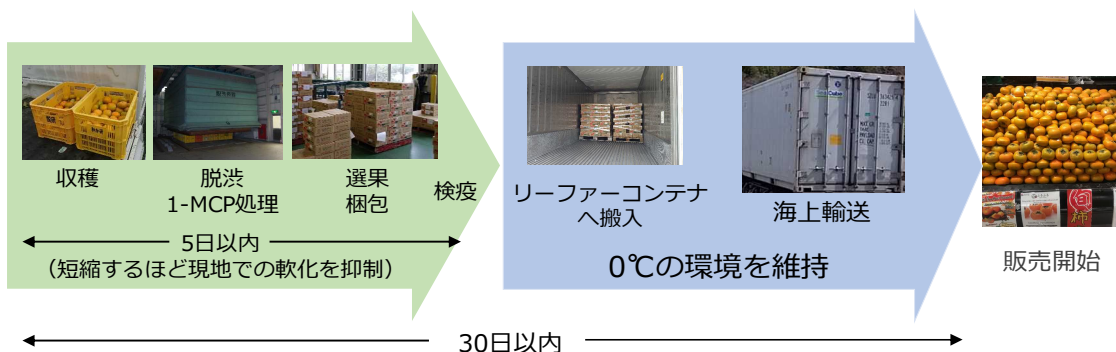 収穫
脱渋
1-MCP処理
選果
梱包
検疫
5日以内
（短縮するほど現地での軟化を抑制）
リーファーコンテナ
へ搬入
海上輸送
0℃の環境を維持
旬
柿
販売開始
30日以内